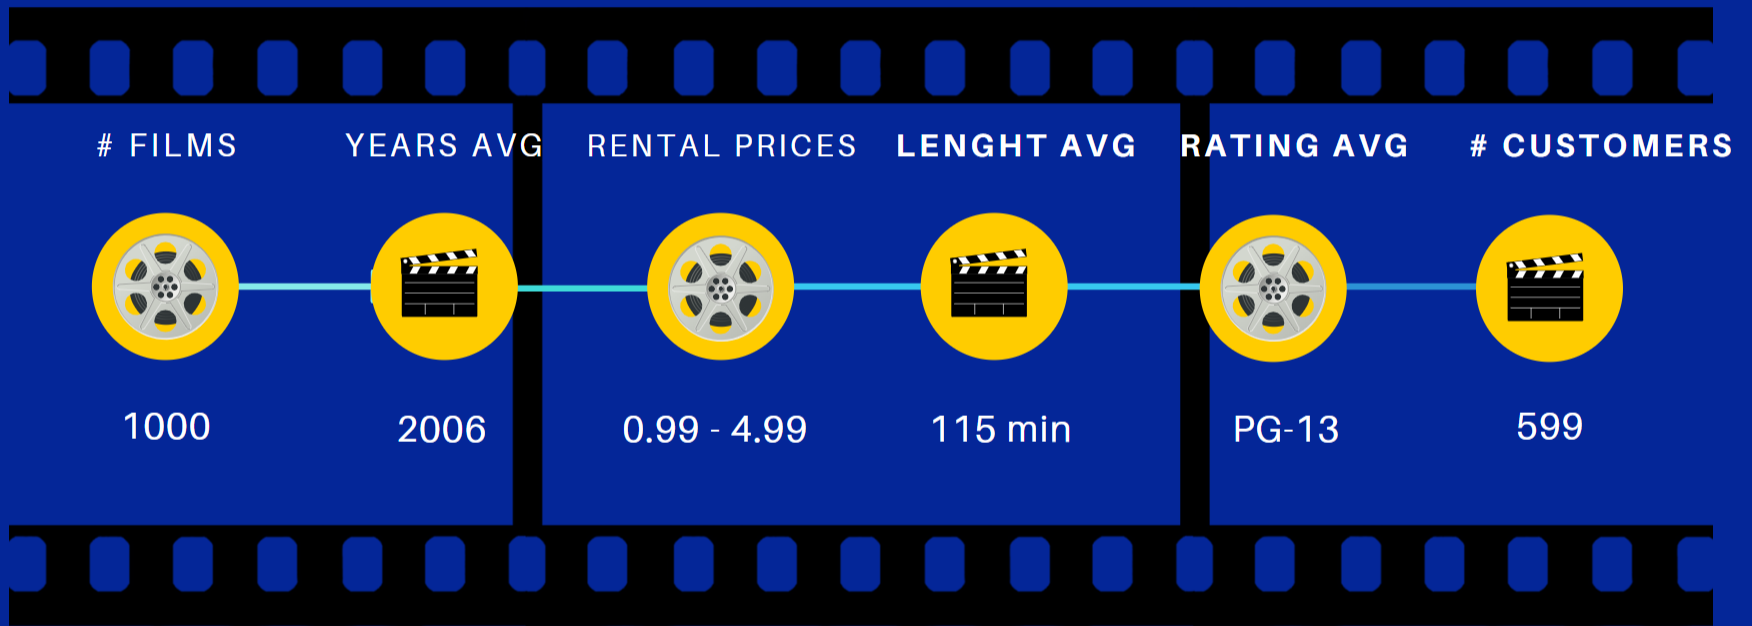 # FILMS
YEARS AVG
RENTAL PRICES
LENGHT AVG
RATING AVG
# CUSTOMERS
1000
2006
0.99 - 4.99
115 min
PG-13
599